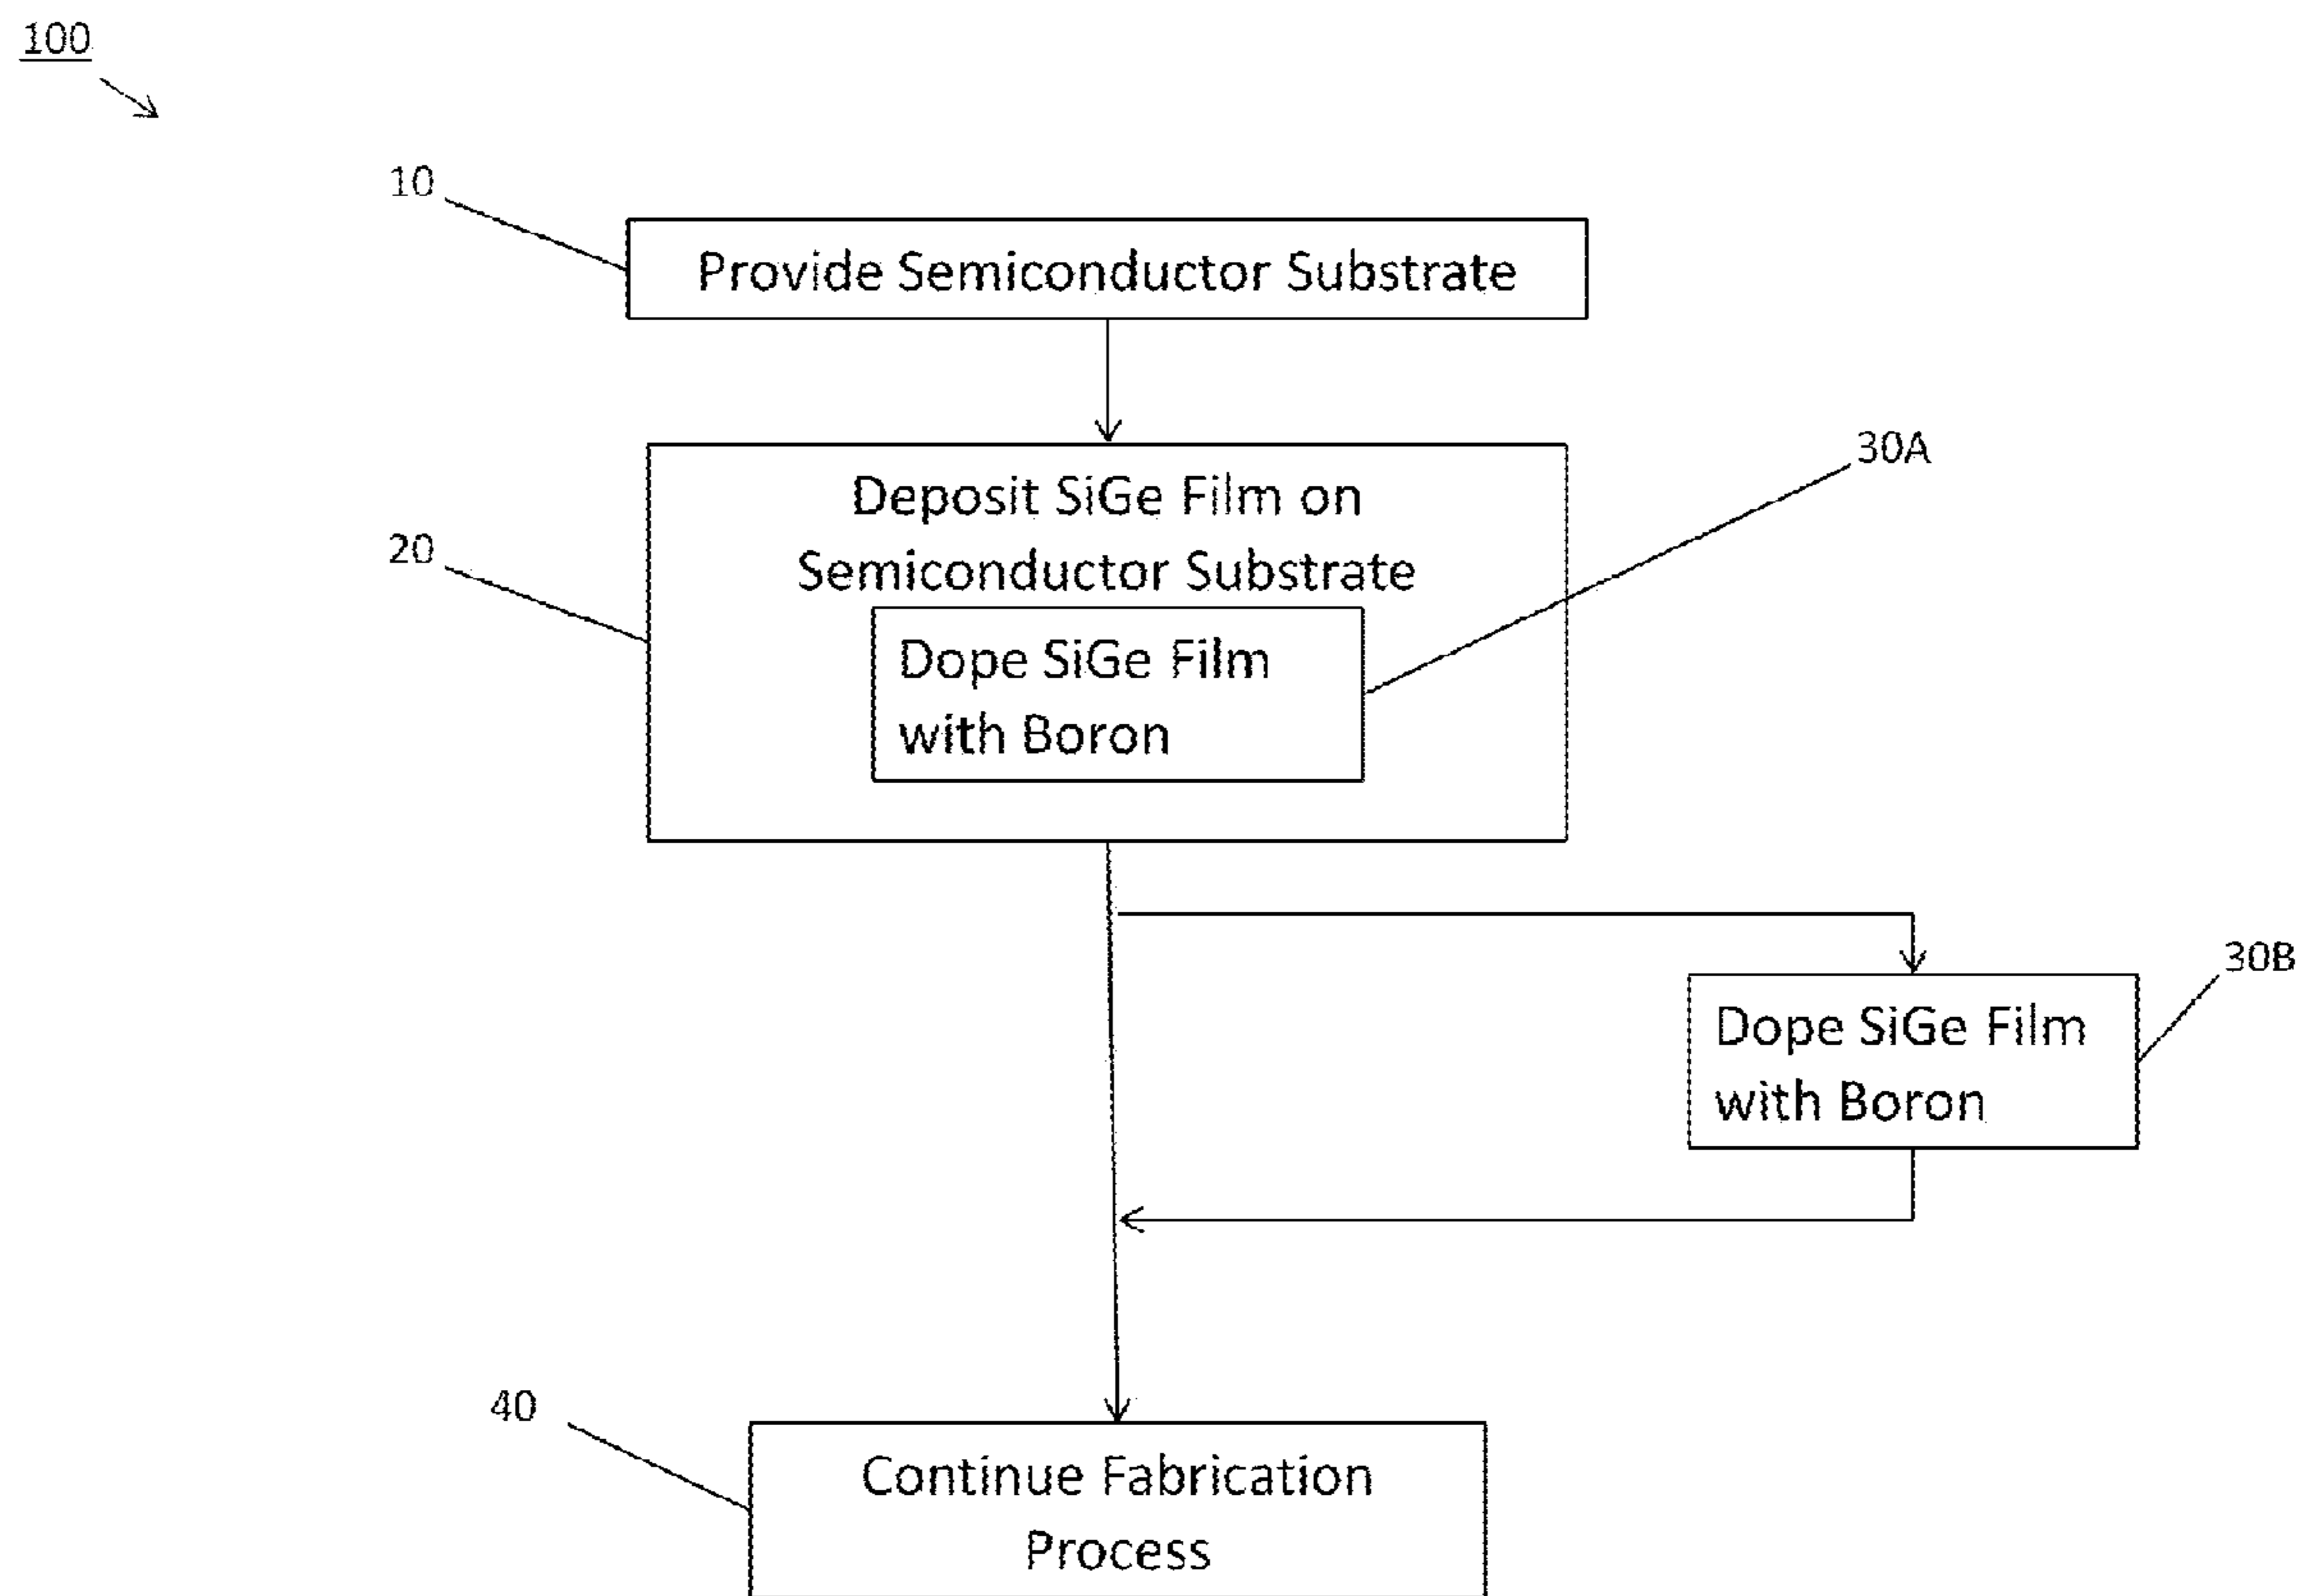 100
10
Provide Semiconductor Substrate
30A
Deposit SiGe Film on
20
Semiconductor Substrate
Dope SiGe Film
with Boron
30B
Dope SiGe Film
with Boron
40
Continue Fabrication
Process